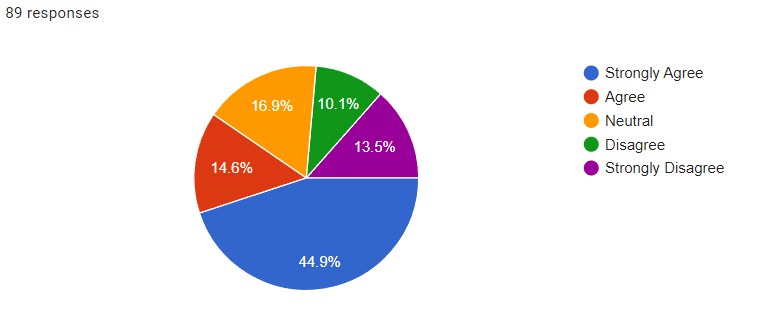 89 responses
16.9%
10.1%
13.5%
14.6%
44.9%
Strongly Agree
Agree
Neutral
Disagree
Strongly Disagree